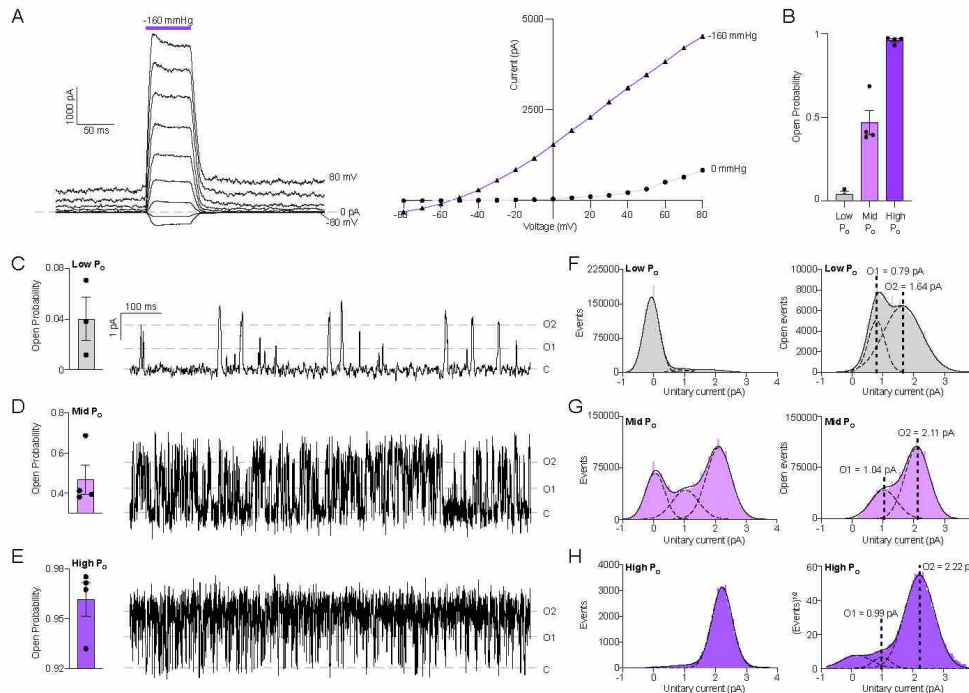 A
-160 mmHg
1000 pA
50 ms
80 mV
0 pA
-80 mV
Current (pA)
5000
2500
-160 mmHg
0 mmHg
-80 -60 -40 -20 0 20 40 60 80
Voltage (mV)
B
Open Probability
1
0.5
0
Low Po
Mid Po
High Po
C
Low Po
Open Probability
0.08
0.04
0
100 ms
1 pA
O2
O1
C
D
Mid Po
Open Probability
0.8
0.6
0.4
O2
O1
C
E
High Po
Open Probability
0.98
0.95
0.92
O2
O1
C
F
Low Po
Events
225000
150000
75000
0
-1 0 1 2 3 4
Unitary current (pA)
Low Po
Open events
10000
8000
6000
4000
2000
0
O1 = 0.79 pA
O2 = 1.64 pA
-1 0 1 2 3 4
Unitary current (pA)
G
Mid Po
Events
150000
75000
0
-1 0 1 2 3 4
Unitary current (pA)
Mid Po
Open events
150000
75000
0
O2 = 2.11 pA
O1 = 1.04 pA
-1 0 1 2 3 4
Unitary current (pA)
H
High Po
Events
4000
3000
2000
1000
0
-1 0 1 2 3 4
Unitary current (pA)
High Po
(Events)1/2
60
40
20
0
O2 = 2.22 p
O1 = 0.99 pA
-1 0 1 2 3 4
Unitary current (pA)